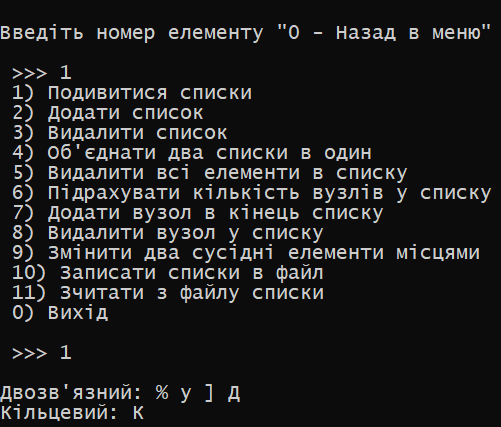 Введіть номер елементу "0 - Назад в меню"
>>> 1
1) Подивитися списки
2) Додати список
3) Видалити список
4) Об'єднати два списки в один
5) Видалити всі елементи в списку
6) Підрахувати кількість вузлів у списку
7) Додати вузол в кінець списку
8) Видалити вузол у списку
9) Змінити два сусідні елементи місцями
10) Записати списки в файл
11) Зчитати з файлу списки
0) Вихід
>>> 1
Двозв'язний: % у ] Д
Кільцевий: К